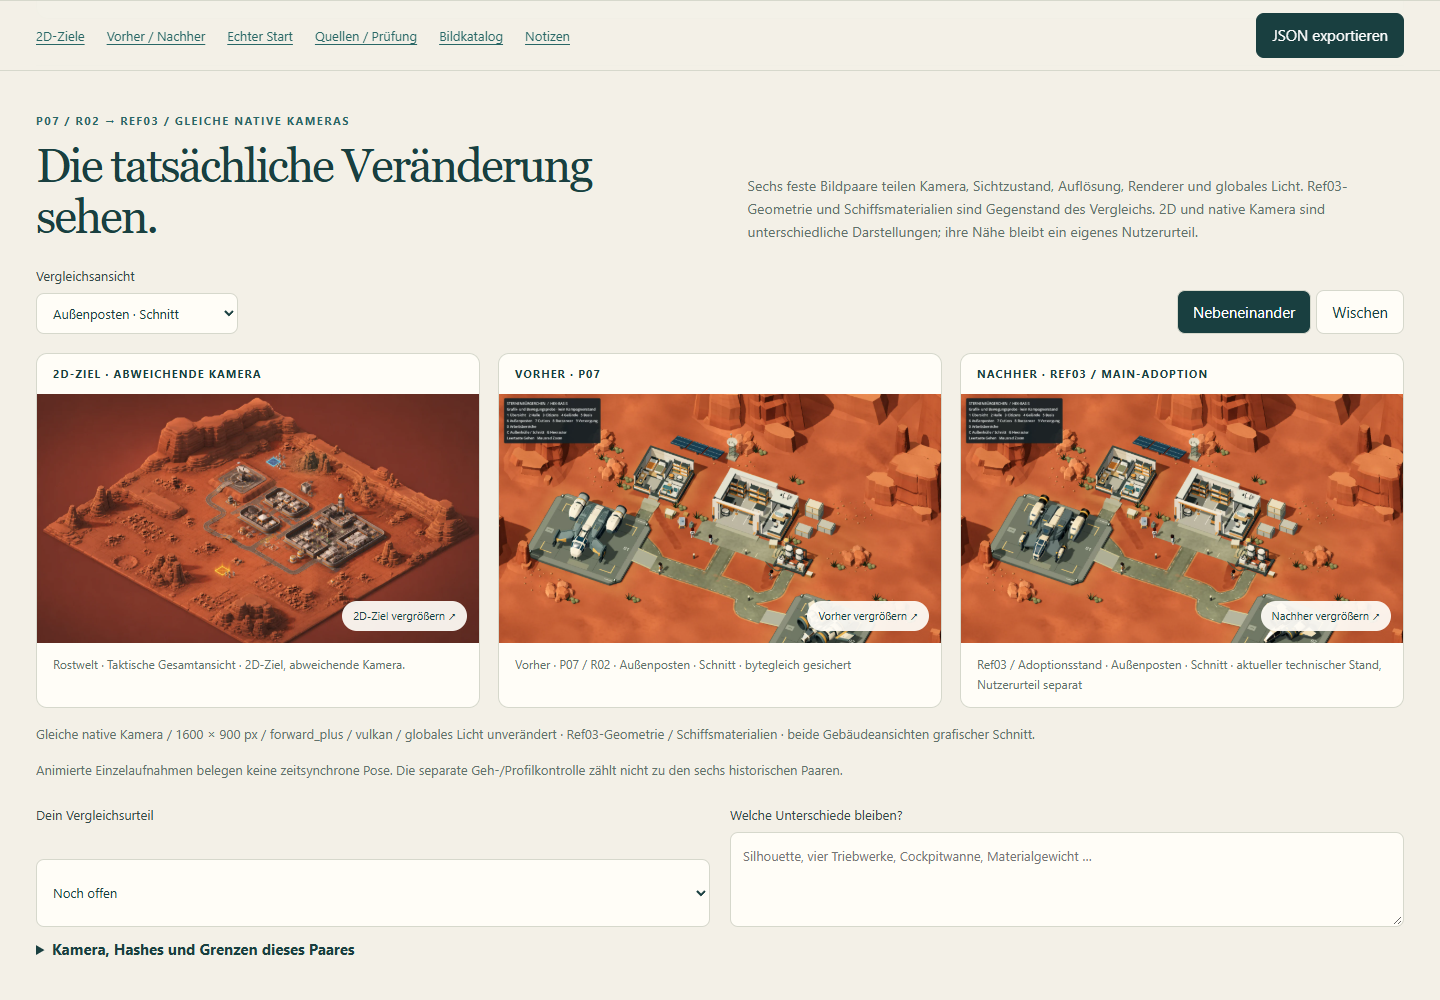 2D-Ziele Vorher / Nachher Echter Start Quellen / Prüfung Bildkatalog Notizen JSON exportieren
P07 / R02 → REF03 / GLEICHE NATIVE KAMERAS
Die tatsächliche Veränderung
sehen.
Sechs feste Bildpaare teilen Kamera, Sichtzustand, Auflösung, Renderer und globales Licht. Ref03-
Geometrie und Schiffsmaterialien sind Gegenstand des Vergleichs. 2D und native Kamera sind
unterschiedliche Darstellungen; ihre Nähe bleibt ein eigenes Nutzerurteil.
Vergleichsansicht
Außenposten · Schnitt
Nebeneinander Wischen
2D-ZIEL · ABWEICHENDE KAMERA
2D-Ziel vergrößern ↗
Rostwelt · Taktische Gesamtansicht · 2D-Ziel, abweichende Kamera.
VORHER · P07
Vorher vergrößern ↗
Vorher · P07 / R02 · Außenposten · Schnitt · bytegleich gesichert
NACHHER · REF03 / MAIN-ADOPTION
Nachher vergrößern ↗
Ref03 / Adoptionsstand · Außenposten · Schnitt · aktueller technischer Stand,
Nutzerurteil separat
Gleiche native Kamera / 1600 × 900 px / forward_plus / vulkan / globales Licht unverändert · Ref03-Geometrie / Schiffsmaterialien · beide Gebäudeansichten grafischer Schnitt.
Animierte Einzelaufnahmen belegen keine zeitsynchrone Pose. Die separate Geh-/Profilkontrolle zählt nicht zu den sechs historischen Paaren.
Dein Vergleichsurteil
Noch offen
Welche Unterschiede bleiben?
Silhouette, vier Triebwerke, Cockpitwanne, Materialgewicht ...
Kamera, Hashes und Grenzen dieses Paares